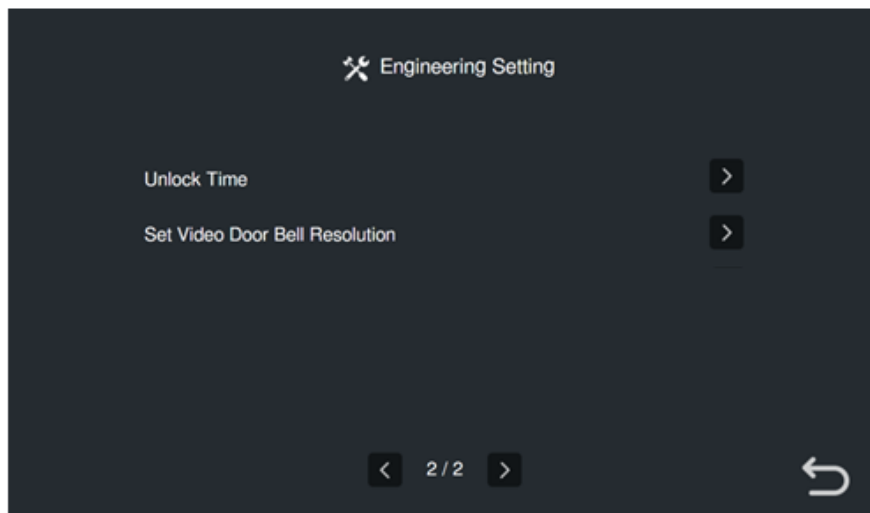 Engineering Setting
Unlock Time
Set Video Door Bell Resolution
2 / 2